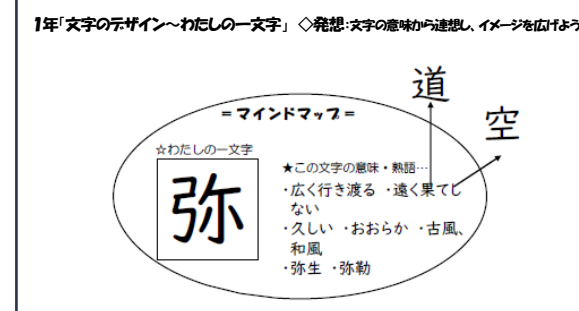 1年「文字のデザイン～わたしの一文字」 ◇発想:文字の意味から連想し、イメージを広げよう
道
空
＝マインドマップ＝
☆わたしの一文字
弥
★この文字の意味・熟語…
・広く行き渡る ・遠く果てし
ない
・久しい ・おおらか ・古風、
和風
・弥生 ・弥勒